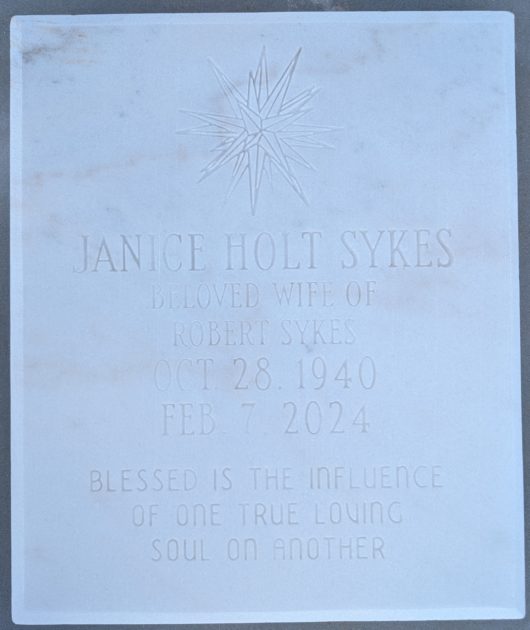 JANICE HOLT SYKES
BELOVED WIFE OF
ROBERT SYKES
OCT. 28. 1940
FEB. 7. 2024
BLESSED IS THE INFLUENCE
OF ONE TRUE LOVING
SOUL ON ANOTHER